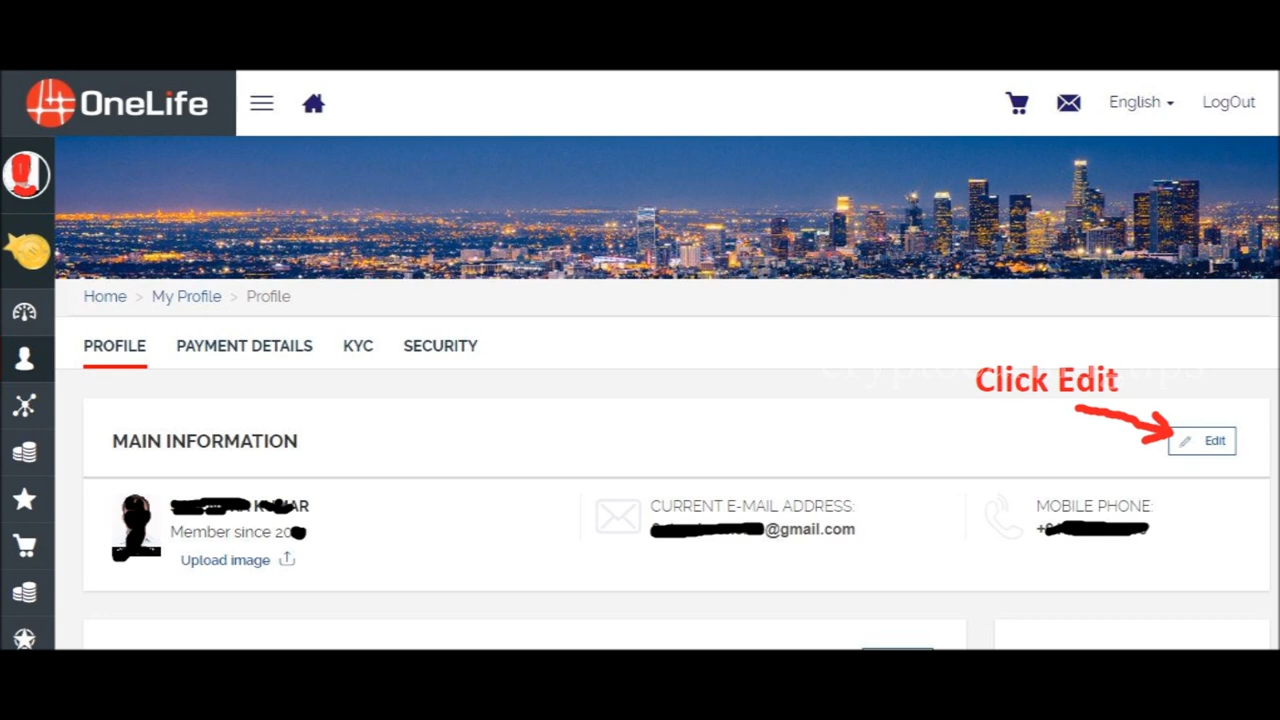 OneLife
English
LogOut
Home > My Profile > Profile
PROFILE PAYMENT DETAILS KYC SECURITY
Click Edit
MAIN INFORMATION
Edit
CURRENT E-MAIL ADDRESS:
MOBILE PHONE:
@gmail.com
Member since 20
Upload image